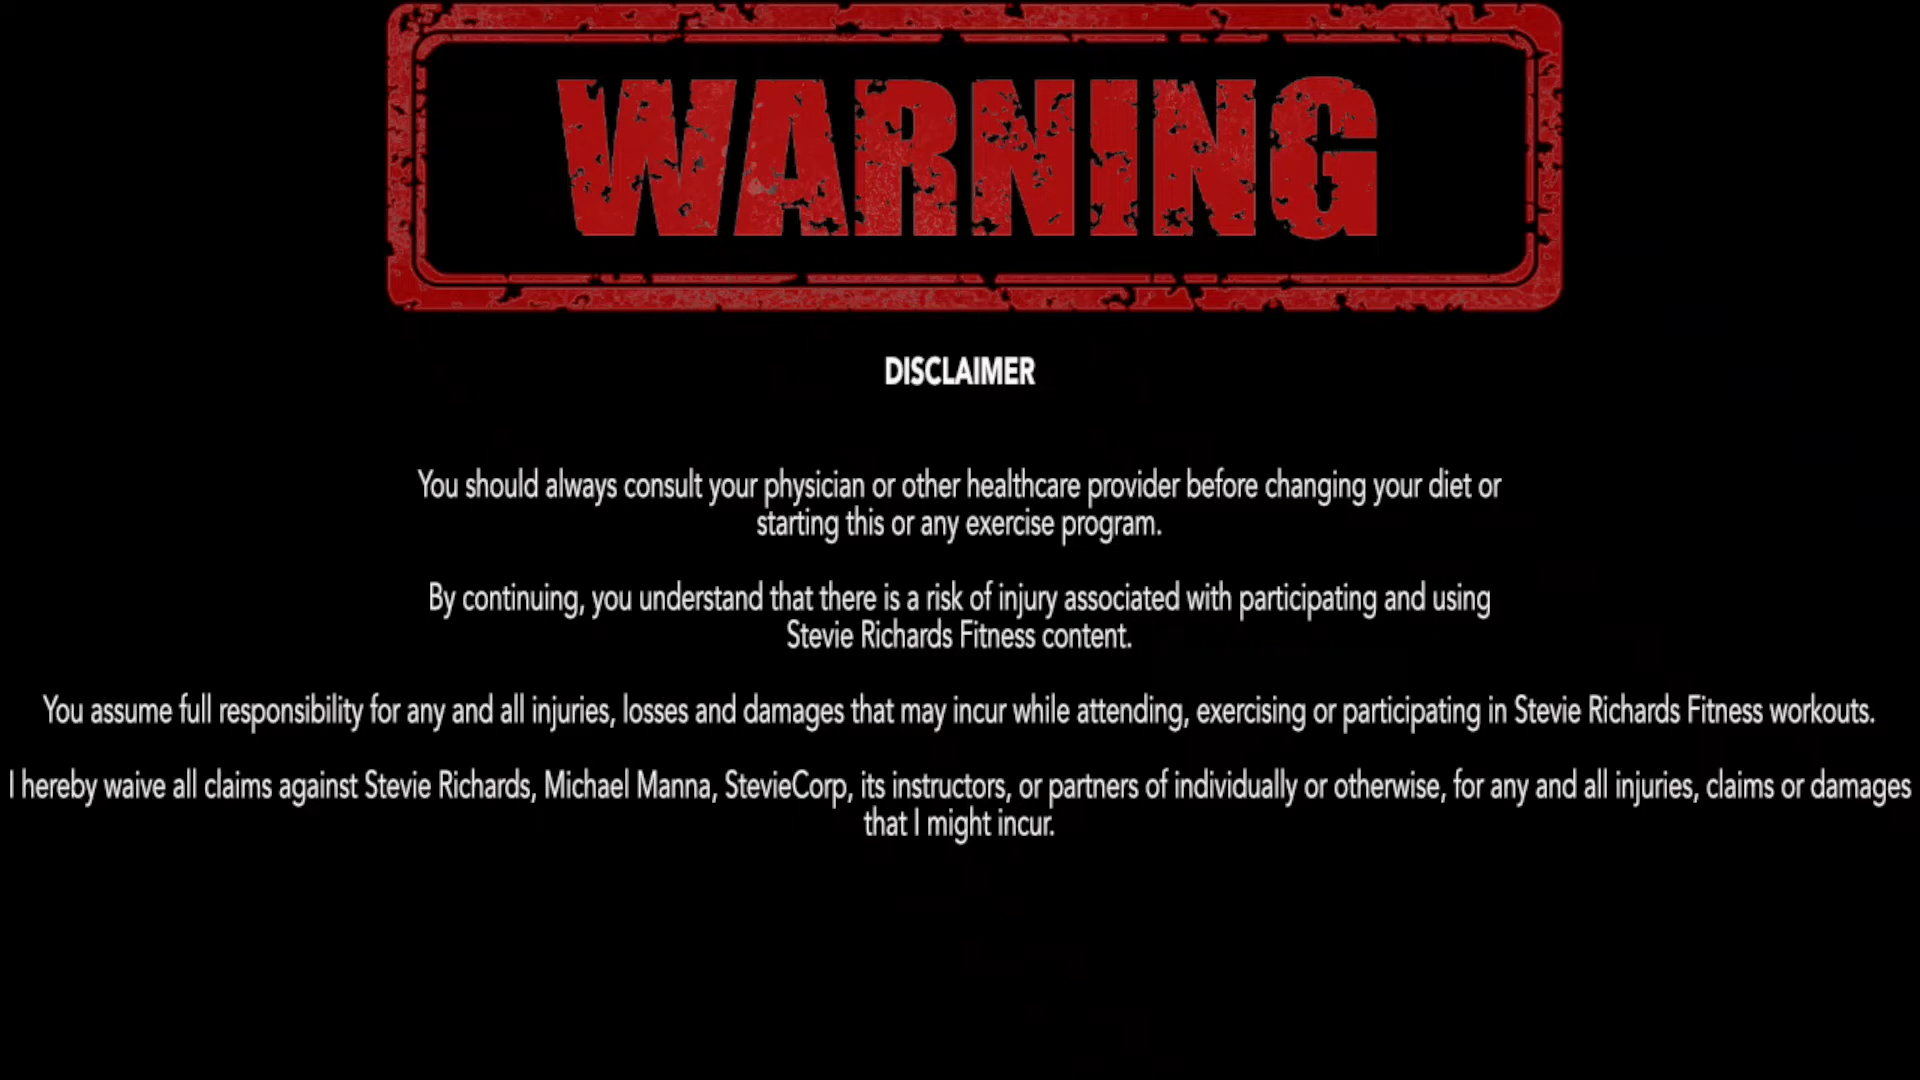 WARNING
DISCLAIMER
You should always consult your physician or other healthcare provider before changing your diet or
starting this or any exercise program.
By continuing, you understand that there is a risk of injury associated with participating and using
Stevie Richards Fitness content.
You assume full responsibility for any and all injuries, losses and damages that may incur while attending, exercising or participating in Stevie Richards Fitness workouts.
I hereby waive all claims against Stevie Richards, Michael Manna, StevieCorp, its instructors, or partners of individually or otherwise, for any and all injuries, claims or damages
that I might incur.